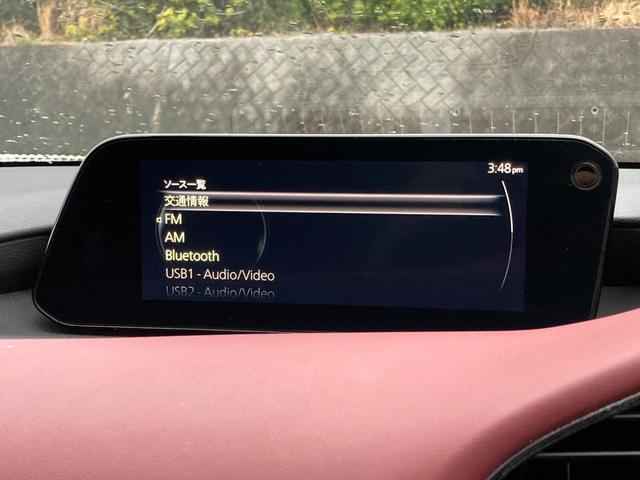 3:48pm
ソース一覧
交通情報
FM
AM
Bluetooth
USB1 - Audio/Video
USB2 - Audio/Video